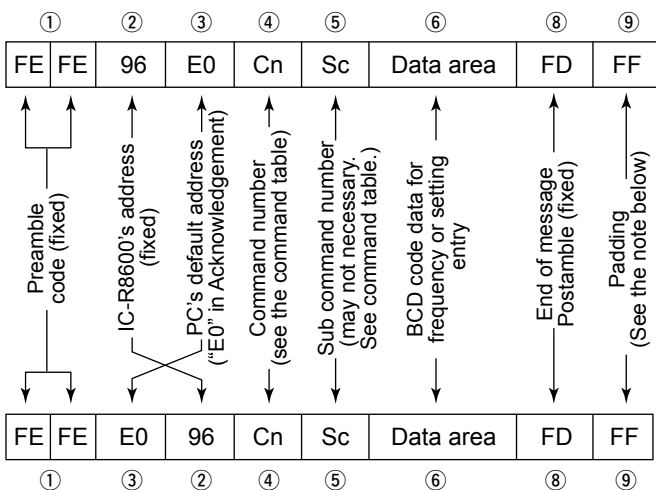 ① ② ③ ④ ⑤ ⑥ ⑧ ⑨
FE FE 96 E0 Cn Sc Data area FD FF
Preamble
code (fixed)
IC-R8600's address
(fixed)
PC's default address
("E0" in Acknowledgement)
Command number
(see the command table)
Sub command number
(may not necessary.
See command table.)
BCD code data for
frequency or setting
entry
End of message
Postamble (fixed)
Padding
(See the note below)
FE FE E0 96 Cn Sc Data area FD FF
① ③ ② ④ ⑤ ⑥ ⑧ ⑨